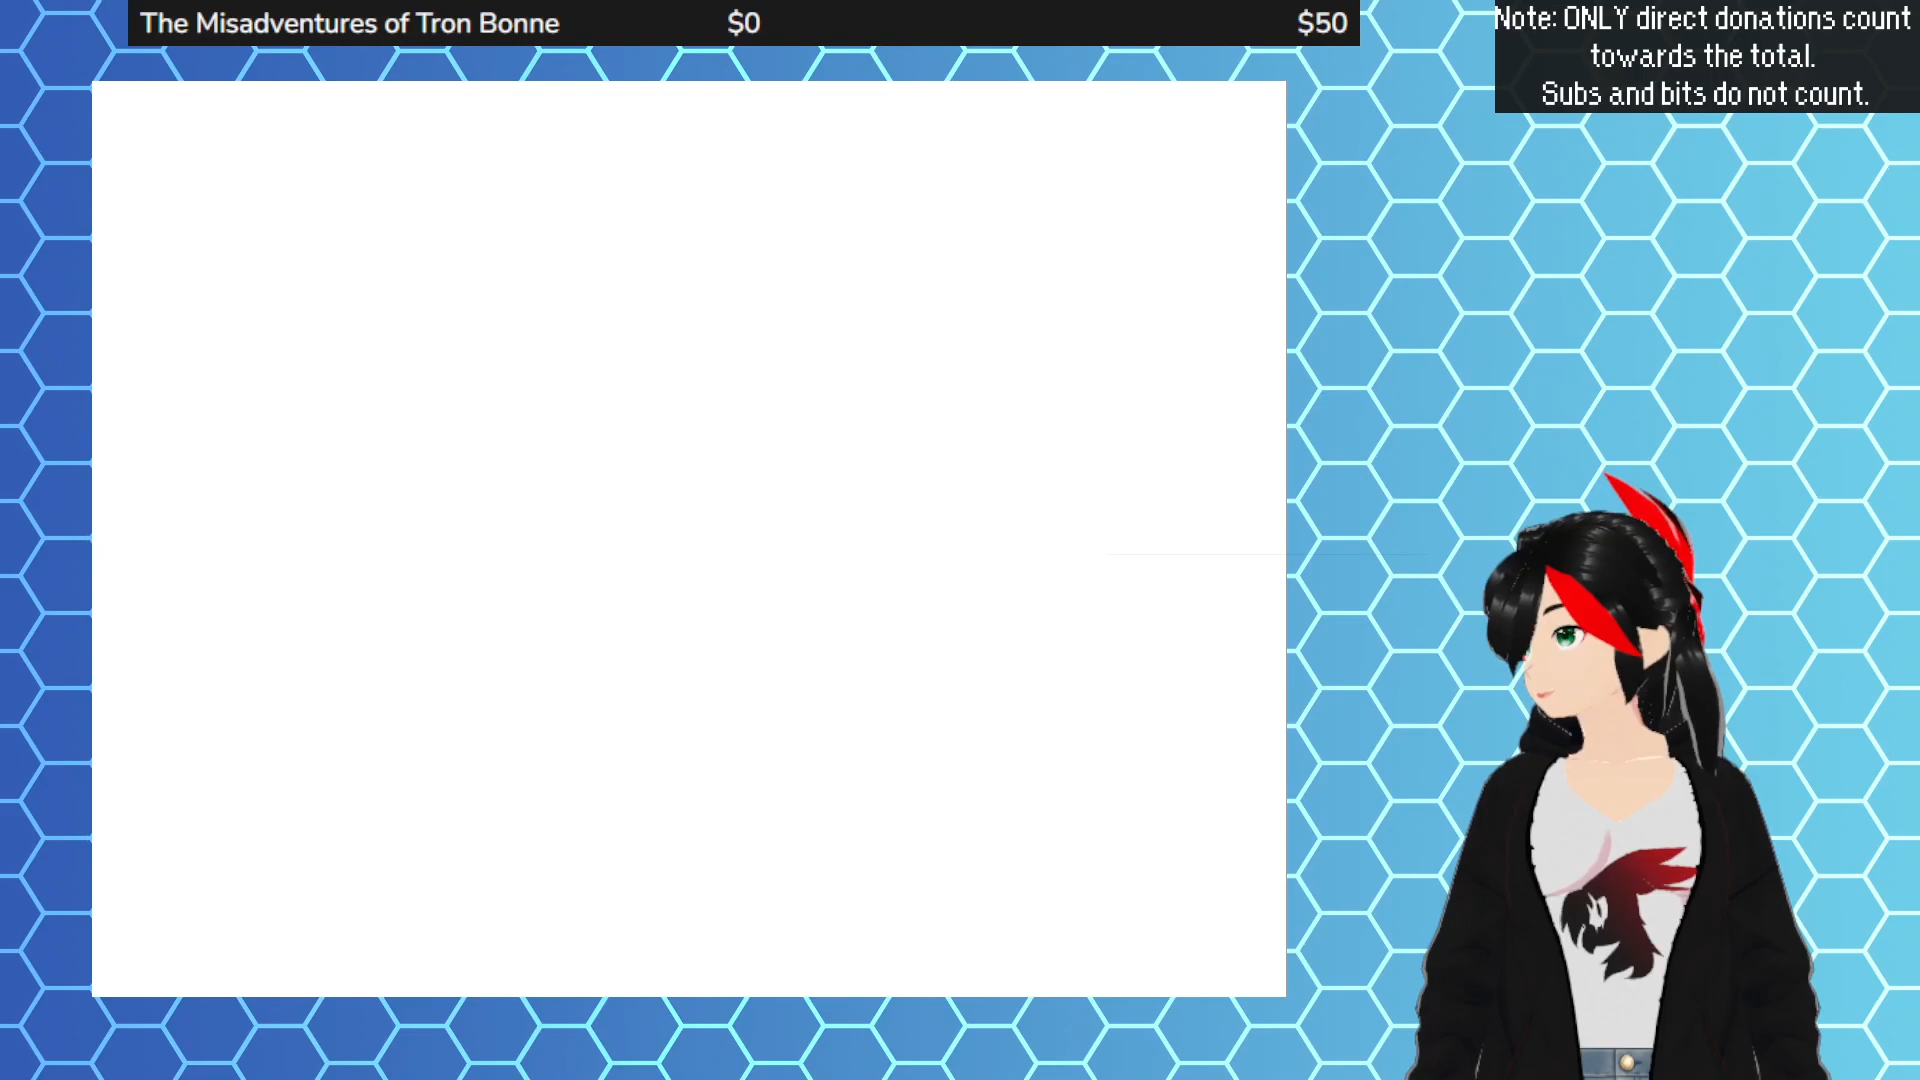 The Misadventures of Tron Bonne $0 $50
Note: ONLY direct donations count
towards the total.
Subs and bits do not count.